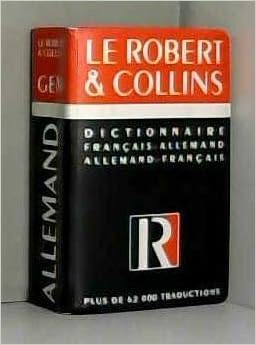 LE ROBERT
& COLLINS
GEM
ALLEMAND
LE ROBERT
& COLLINS
DICTIONNAIRE
FRANÇAIS-ALLEMAND
ALLEMAND-FRANÇAIS
R
PLUS DE 62 000 TRADUCTIONS